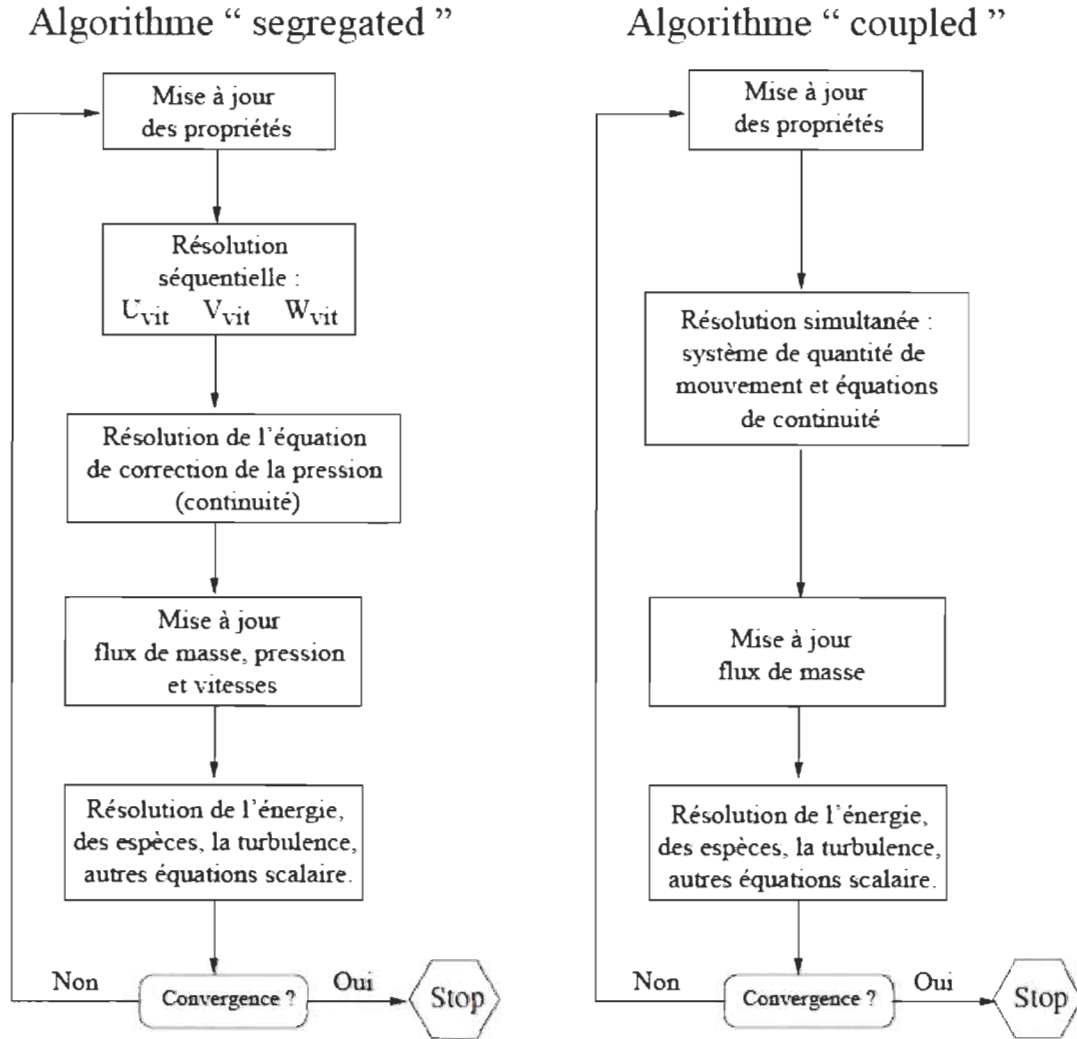 Algorithme “ segregated ”
Mise à jour
des propriétés
Résolution
séquentielle :
Uvit Vvit Wvit
Résolution de l’équation
de correction de la pression
(continuité)
Mise à jour
flux de masse, pression
et vitesses
Résolution de l’énergie,
des espèces, la turbulence,
autres équations scalaire.
Non
Convergence ?
Oui
Stop
Algorithme “ coupled ”
Mise à jour
des propriétés
Résolution simultanée :
système de quantité de
mouvement et équations
de continuité
Mise à jour
flux de masse
Résolution de l’énergie,
des espèces, la turbulence,
autres équations scalaire.
Non
Convergence ?
Oui
Stop